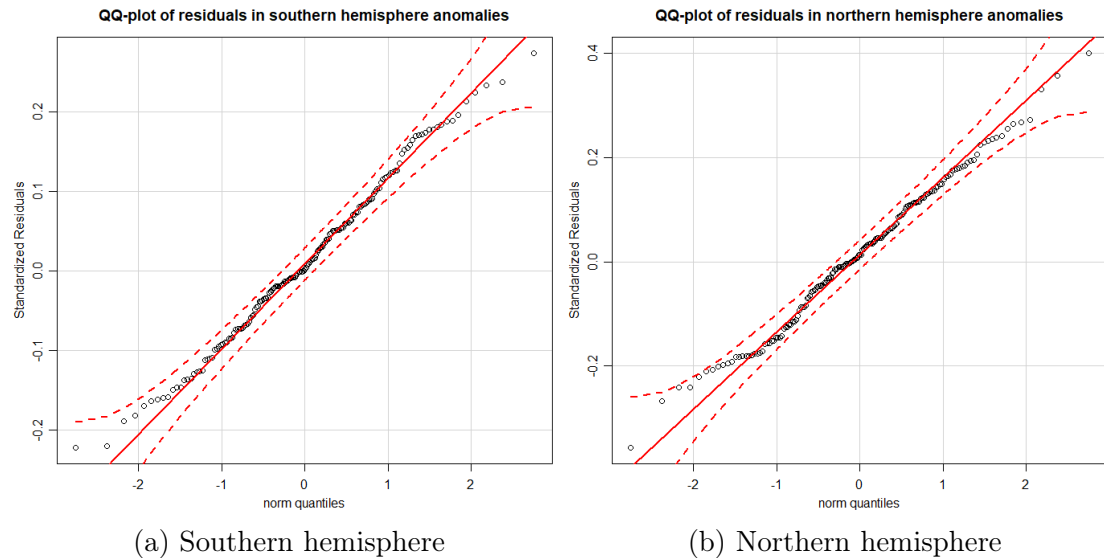 QQ-plot of residuals in southern hemisphere anomalies
Standardized Residuals
0.2
0.1
0.0
-0.1
-0.2
-2 -1 0 1 2
norm quantiles
(a) Southern hemisphere
QQ-plot of residuals in northern hemisphere anomalies
Standardized Residuals
0.4
0.2
0.0
-0.2
-2 -1 0 1 2
norm quantiles
(b) Northern hemisphere